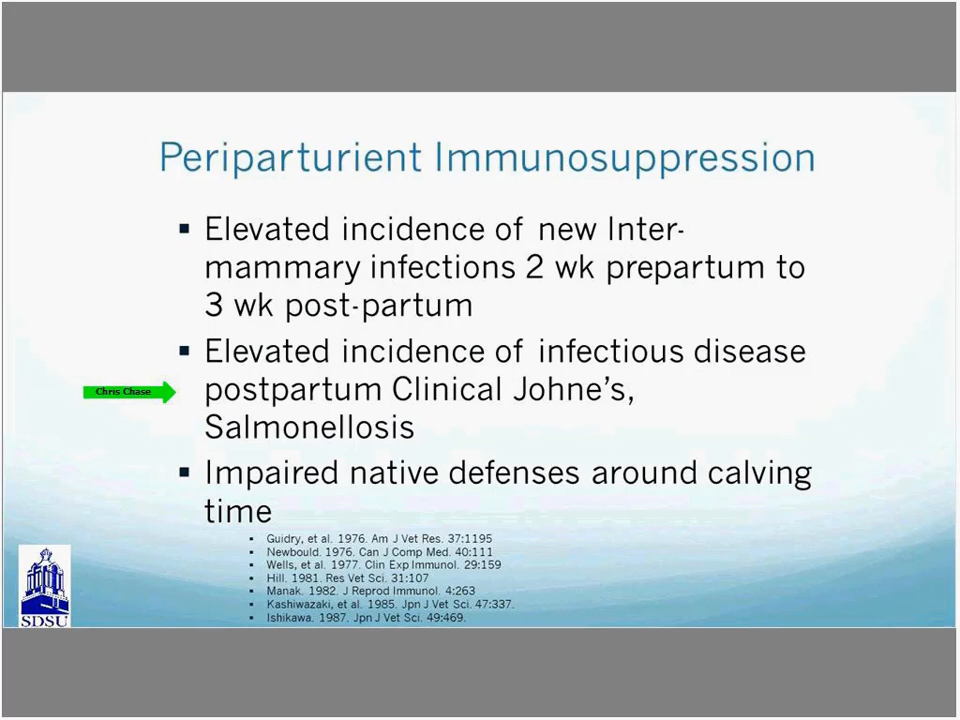 Periparturient Immunosuppression
▪ Elevated incidence of new Inter-
mammary infections 2 wk prepartum to
3 wk post-partum
▪ Elevated incidence of infectious disease
Chris Chase
postpartum Clinical Johne’s,
Salmonellosis
▪ Impaired native defenses around calving
time
▪ Guidry, et al. 1976. Am J Vet Res. 37:1195
▪ Newbould. 1976. Can J Comp Med. 40:111
▪ Wells, et al. 1977. Clin Exp Immunol. 29:159
▪ Hill. 1981. Res Vet Sci. 31:107
▪ Manak. 1982. J Reprod Immunol. 4:263
▪ Kashiwazaki, et al. 1985. Jpn J Vet Sci. 47:337.
▪ Ishikawa. 1987. Jpn J Vet Sci. 49:469.
SDSU